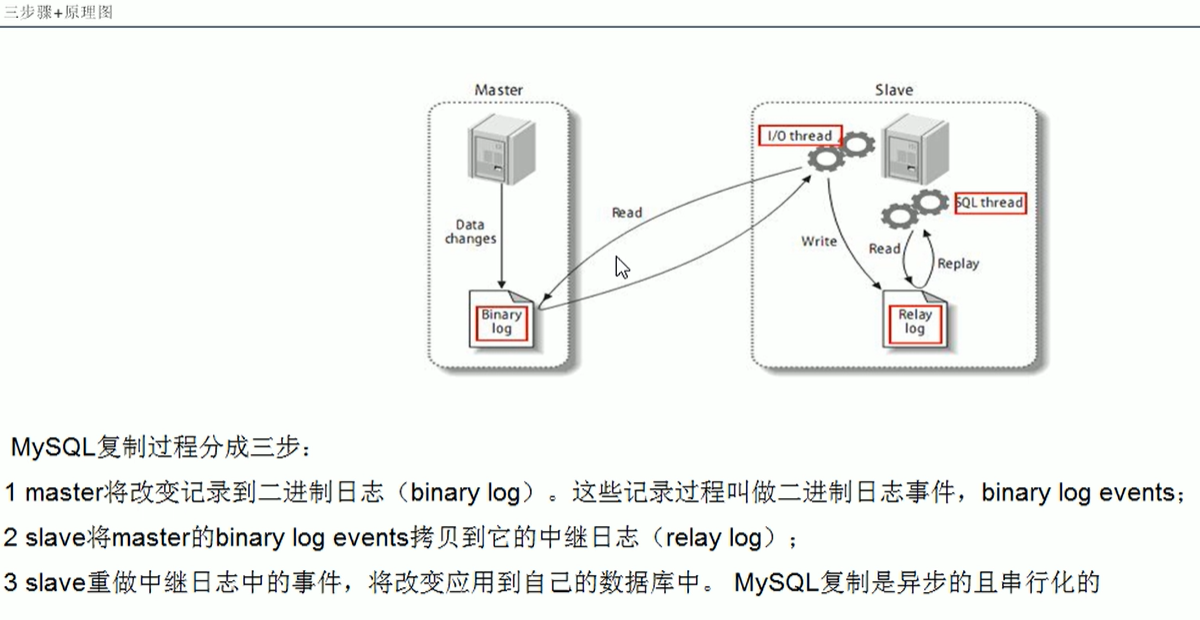 三步骤+原理图
Master
Slave
I/O thread
SQL thread
Data
changes
Read
Write
Read
Replay
Binary
log
Relay
log
MySQL复制过程分成三步：
1 master将改变记录到二进制日志（binary log）。这些记录过程叫做二进制日志事件，binary log events；
2 slave将master的binary log events拷贝到它的中继日志（relay log）；
3 slave重做中继日志中的事件，将改变应用到自己的数据库中。 MySQL复制是异步的且串行化的